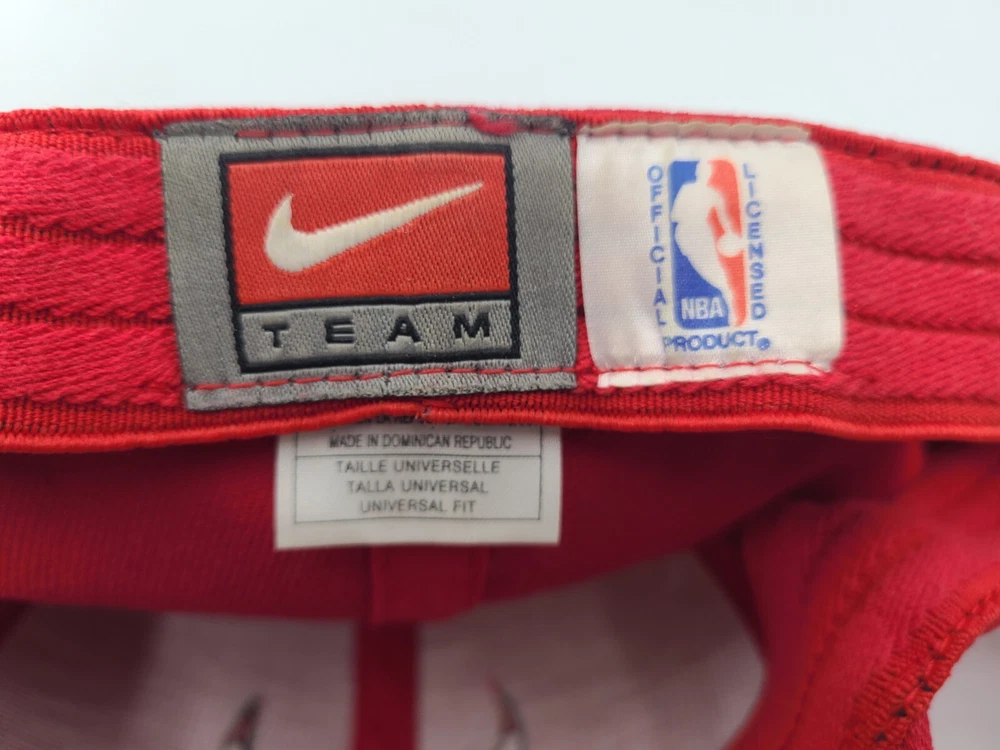 TEAM
OFFICIAL
LICENSED
NBA
PRODUCT®
MADE IN DOMINICAN REPUBLIC
TAILLE UNIVERSELLE
TALLA UNIVERSAL
UNIVERSAL FIT